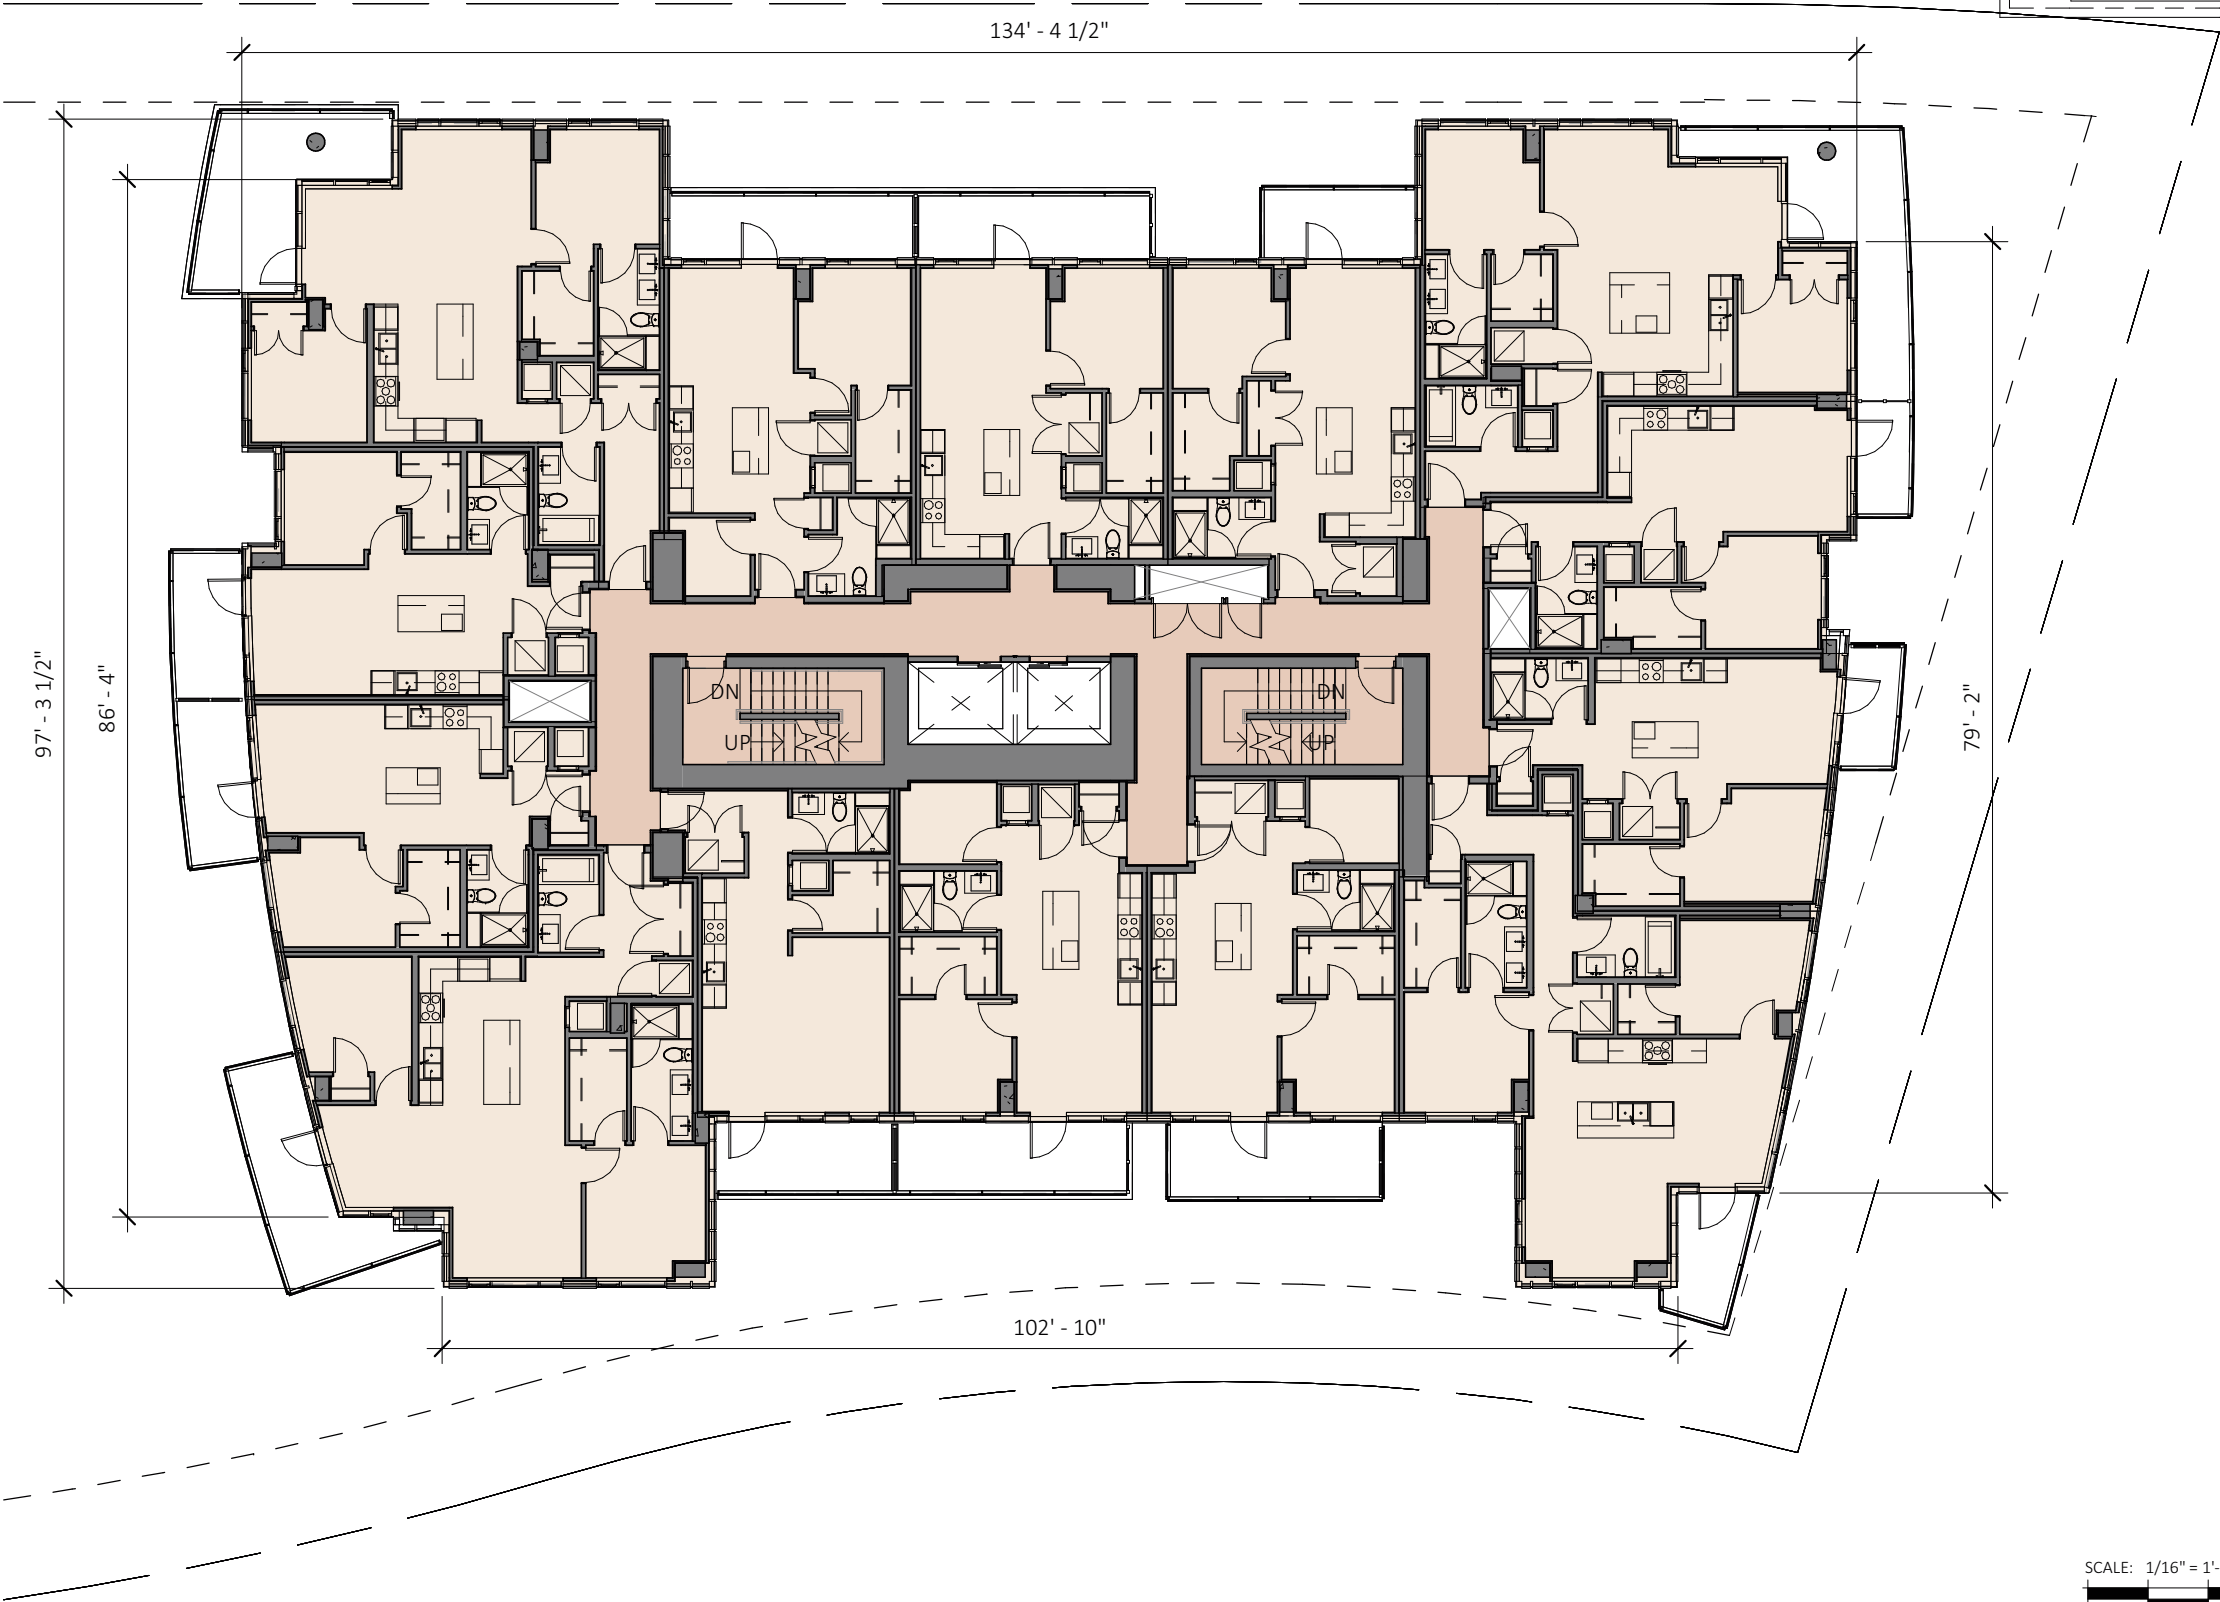 134' - 4 1/2"
97' - 3 1/2"
86' - 4"
79' - 2"
DN
DN
UP
UP
102' - 10"
SCALE: 1/16" = 1'-